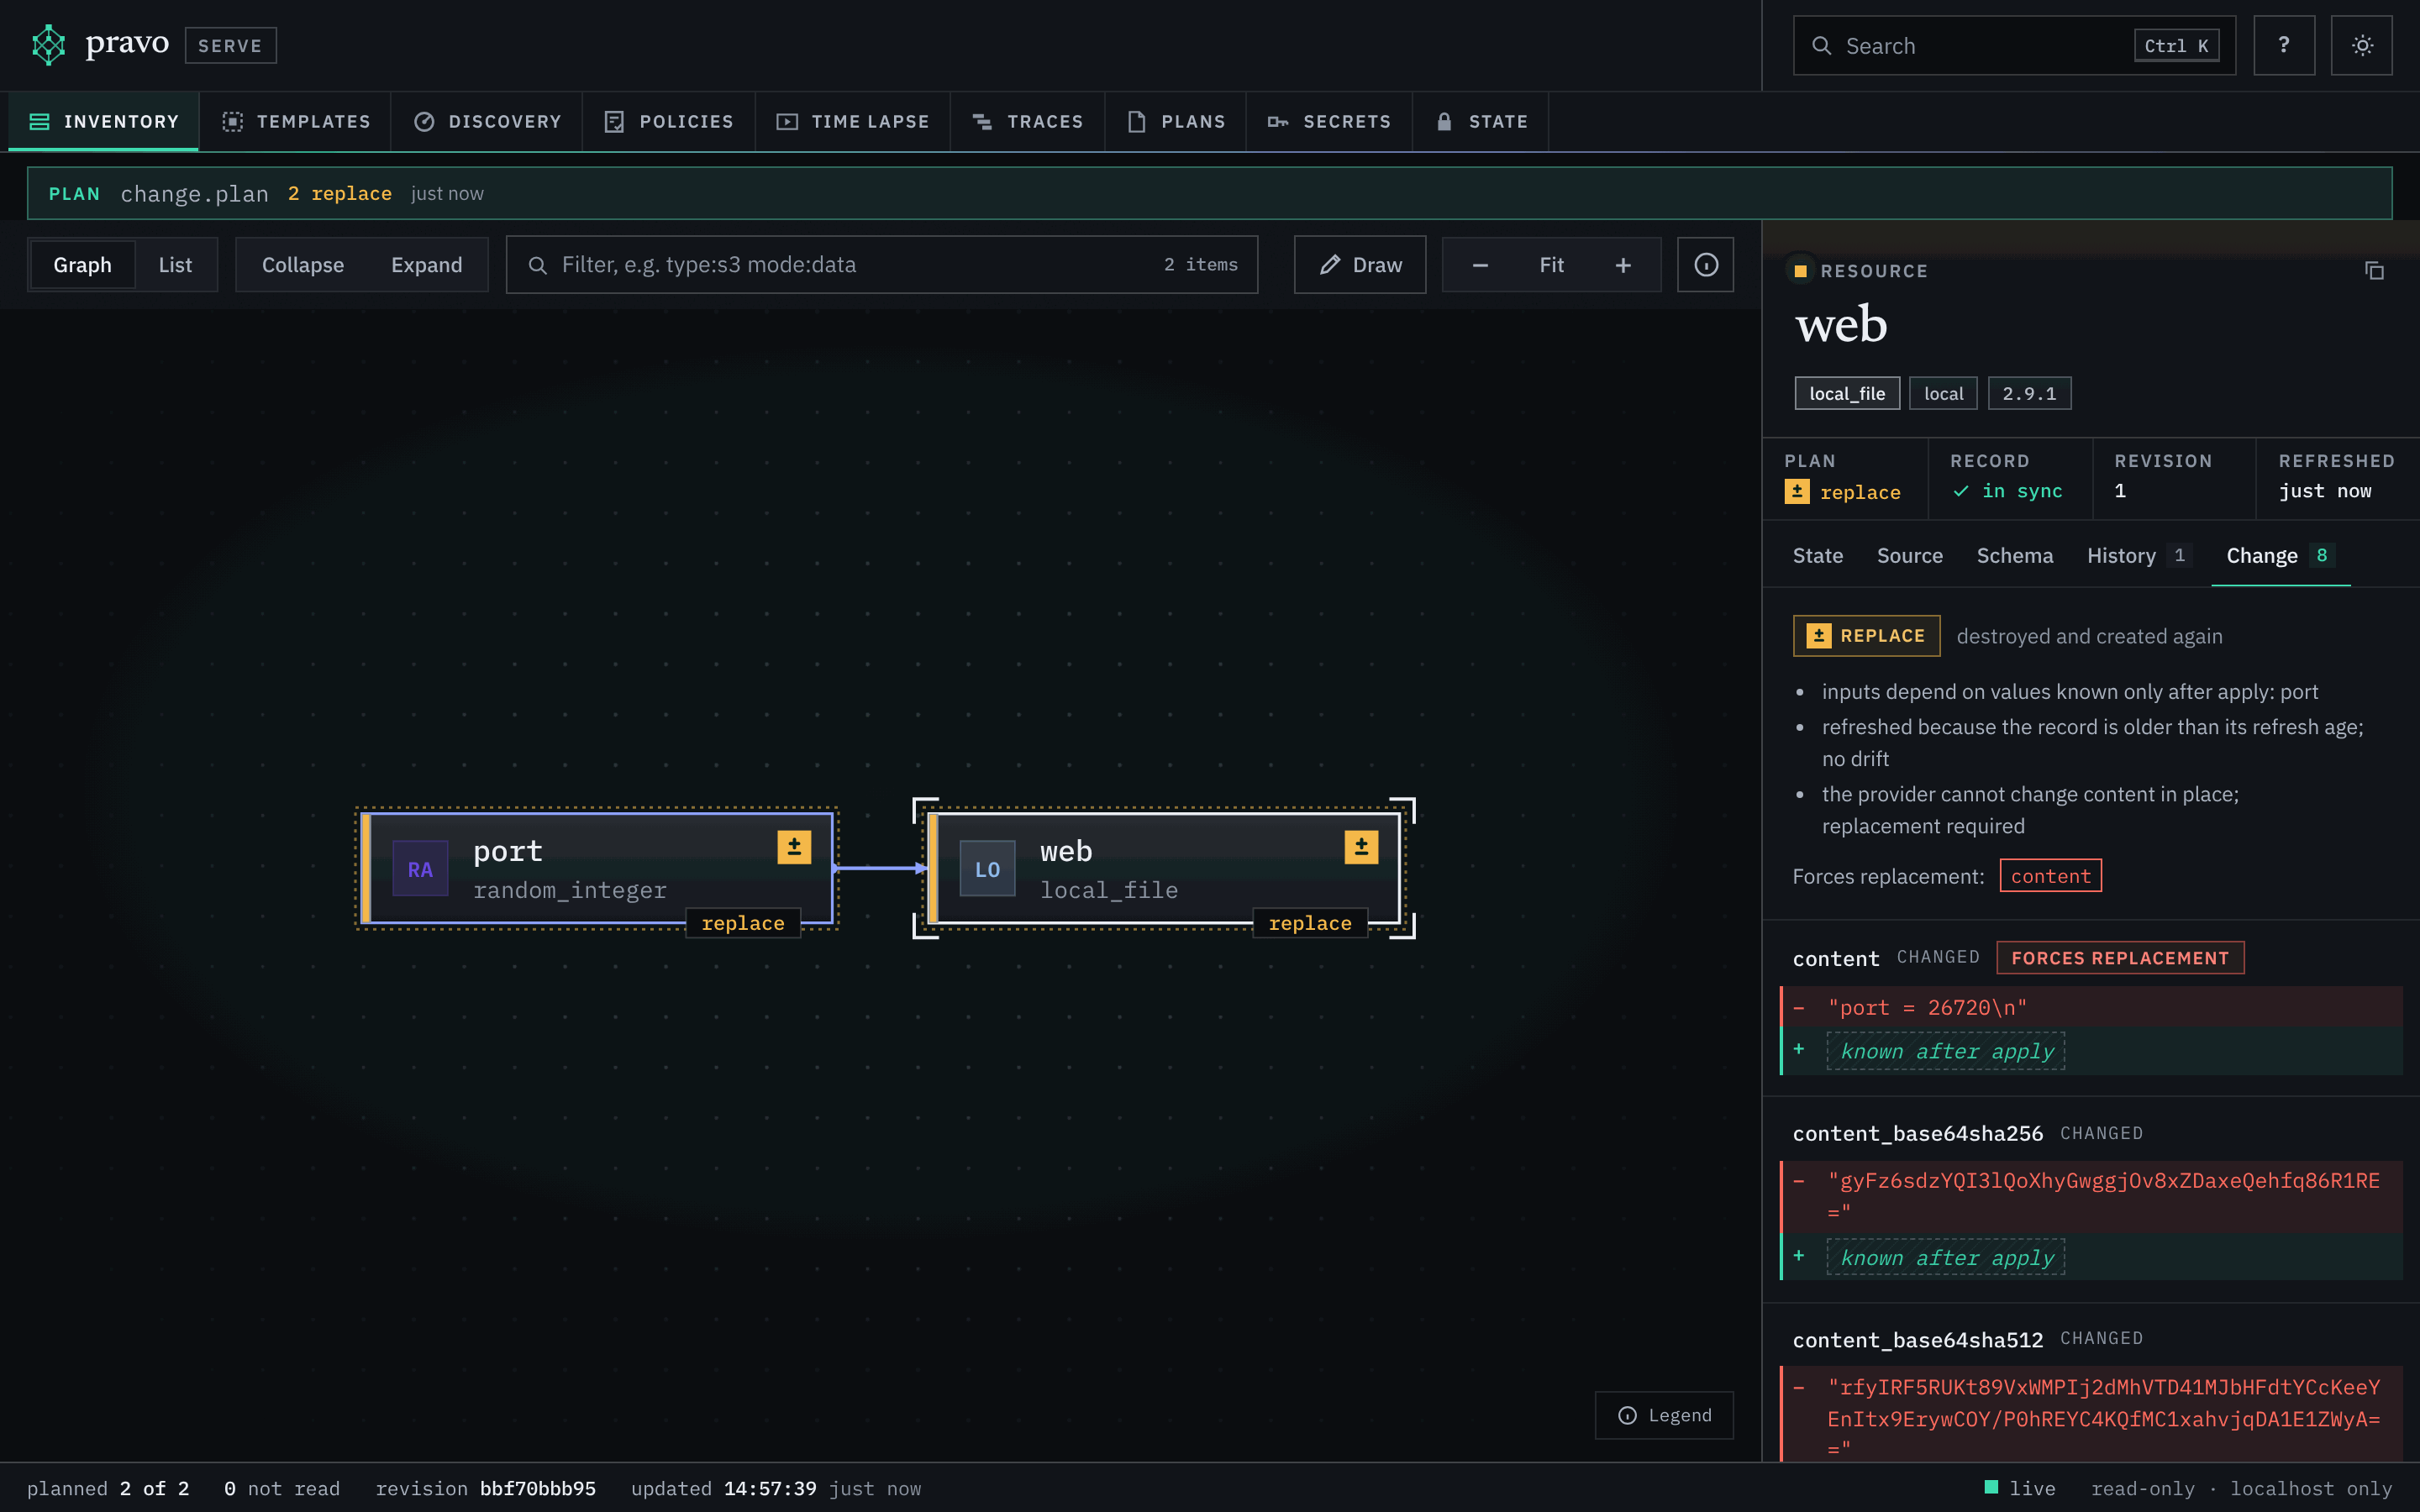 pravo SERVE
Search Ctrl K ?
INVENTORY TEMPLATES DISCOVERY POLICIES TIME LAPSE TRACES PLANS SECRETS STATE
PLAN change.plan 2 replace just now
Graph List Collapse Expand Filter, e.g. type:s3 mode:data 2 items Draw − Fit +
port
RA
random_integer
replace
web
LO
local_file
replace
Legend
RESOURCE
web
local_file local 2.9.1
PLAN RECORD REVISION REFRESHED
± replace ✓ in sync 1 just now
State Source Schema History 1 Change 8
± REPLACE destroyed and created again
• inputs depend on values known only after apply: port
• refreshed because the record is older than its refresh age;
no drift
• the provider cannot change content in place;
replacement required
Forces replacement: content
content CHANGED FORCES REPLACEMENT
− "port = 26720\n"
+ known after apply
content_base64sha256 CHANGED
− "gyFz6sdzYQI3lQoXhyGwggjOv8xZDaxeQehfq86R1RE
="
+ known after apply
content_base64sha512 CHANGED
− "rfyIRF5RUKt89VxWMPIj2dMhVTD41MJbHFdtYCcKeeY
EnItx9ErywCOY/P0hREYC4KQfMC1xahvjqDA1E1ZWyA=
="
planned 2 of 2 0 not read revision bbf70bbb95 updated 14:57:39 just now
live read-only · localhost only